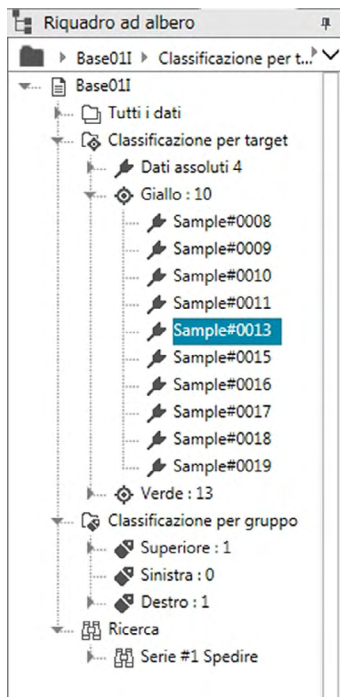 Riquadro ad albero
Base01I Classificazione per t...
Base01I
Tutti i dati
Classificazione per target
Dati assoluti 4
Giallo : 10
Sample#0008
Sample#0009
Sample#0010
Sample#0011
Sample#0013
Sample#0015
Sample#0016
Sample#0017
Sample#0018
Sample#0019
Verde : 13
Classificazione per gruppo
Superiore : 1
Sinistra : 0
Destro : 1
Ricerca
Serie #1 Spedire